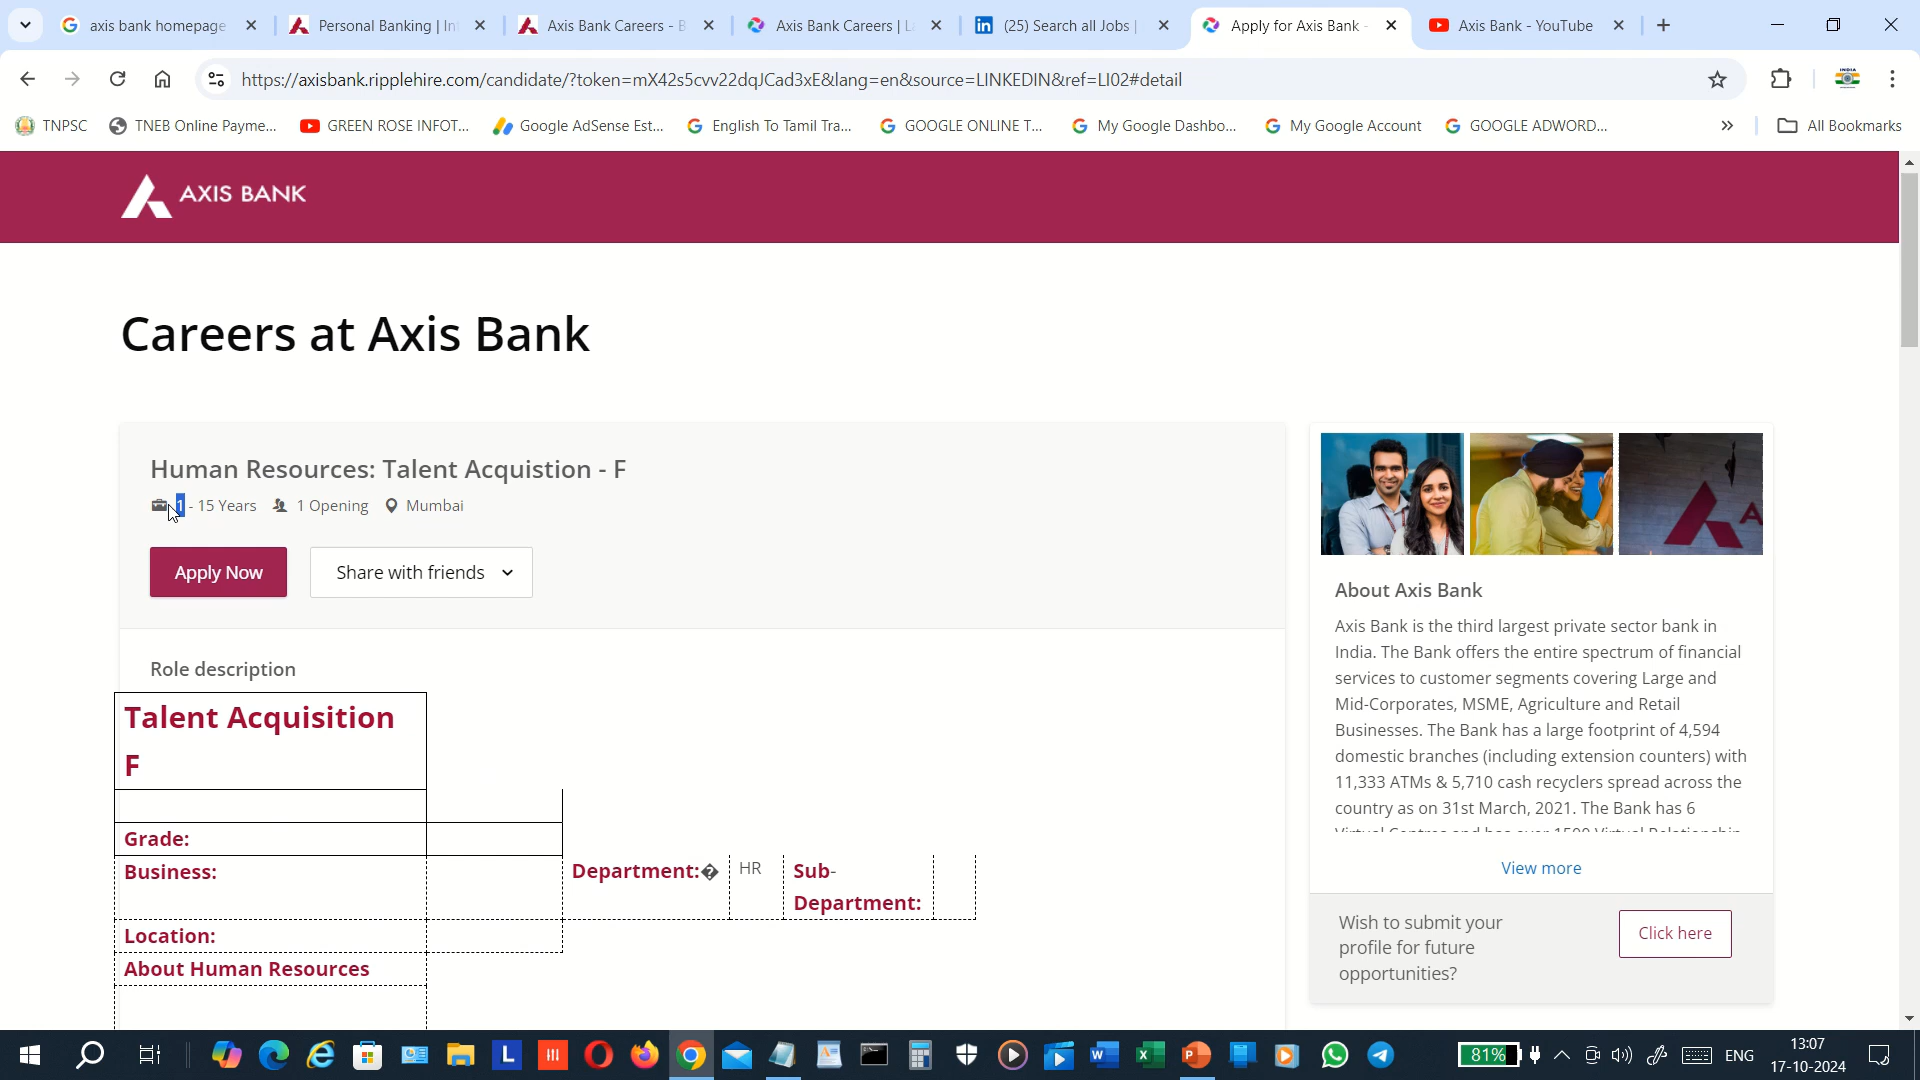 axis bank homepage
Personal Banking | In
Axis Bank Careers - B
Axis Bank Careers | L
(25) Search all Jobs |
Apply for Axis Bank -
Axis Bank - YouTube
https://axisbank.ripplehire.com/candidate/?token=mX42s5cvv22dqJCad3xE&lang=en&source=LINKEDIN&ref=LI02#detail
TNPSC
TNEB Online Payme...
GREEN ROSE INFOT...
Google AdSense Est...
English To Tamil Tra...
GOOGLE ONLINE T...
My Google Dashbo...
My Google Account
GOOGLE ADWORD...
All Bookmarks
AXIS BANK
Careers at Axis Bank
Human Resources: Talent Acquistion - F
1 - 15 Years 1 Opening Mumbai
Apply Now
Share with friends
Role description
Talent Acquisition
F
Grade:
Business:
Department:�
HR
Sub-
Department:
Location:
About Human Resources
About Axis Bank
Axis Bank is the third largest private sector bank in
India. The Bank offers the entire spectrum of financial
services to customer segments covering Large and
Mid-Corporates, MSME, Agriculture and Retail
Businesses. The Bank has a large footprint of 4,594
domestic branches (including extension counters) with
11,333 ATMs & 5,710 cash recyclers spread across the
country as on 31st March, 2021. The Bank has 6
View more
Wish to submit your
profile for future
opportunities?
Click here
81%
ENG
13:07
17-10-2024